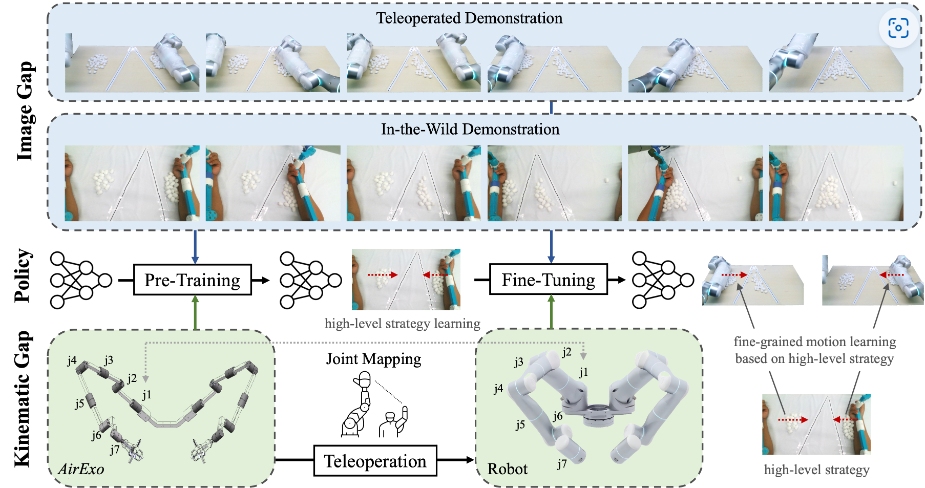 Teleoperated Demonstration
Image Gap
In-the-Wild Demonstration
Policy
Pre-Training
Fine-Tuning
high-level strategy learning
fine-grained motion learning
based on high-level strategy
Kinematic Gap
j4
j3
j2
j1
j5
j6
j7
AirExo
Joint Mapping
Teleoperation
j3
j2
j1
j4
j5
j6
j7
Robot
high-level strategy